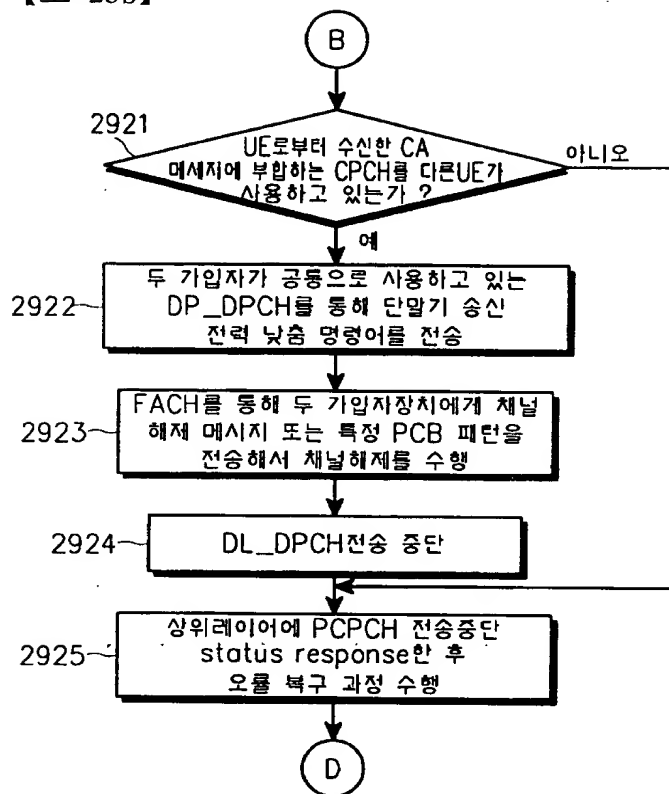 B
2921
UE로부터 수신한 CA
메세지에 부합하는 CPCH를 다른UE가
사용하고 있는가 ?
아니오
예
2922
두 가입자가 공통으로 사용하고 있는
DP_DPCH를 통해 단말기 송신
전력 낮춤 명령어를 전송
2923
FACH를 통해 두 가입자장치에게 채널
해제 메시지 또는 특정 PCB 패턴을
전송해서 채널해제를 수행
2924
DL_DPCH전송 중단
2925
상위레이어에 PCPCH 전송중단
status response한 후
오률 복구 과정 수행
D